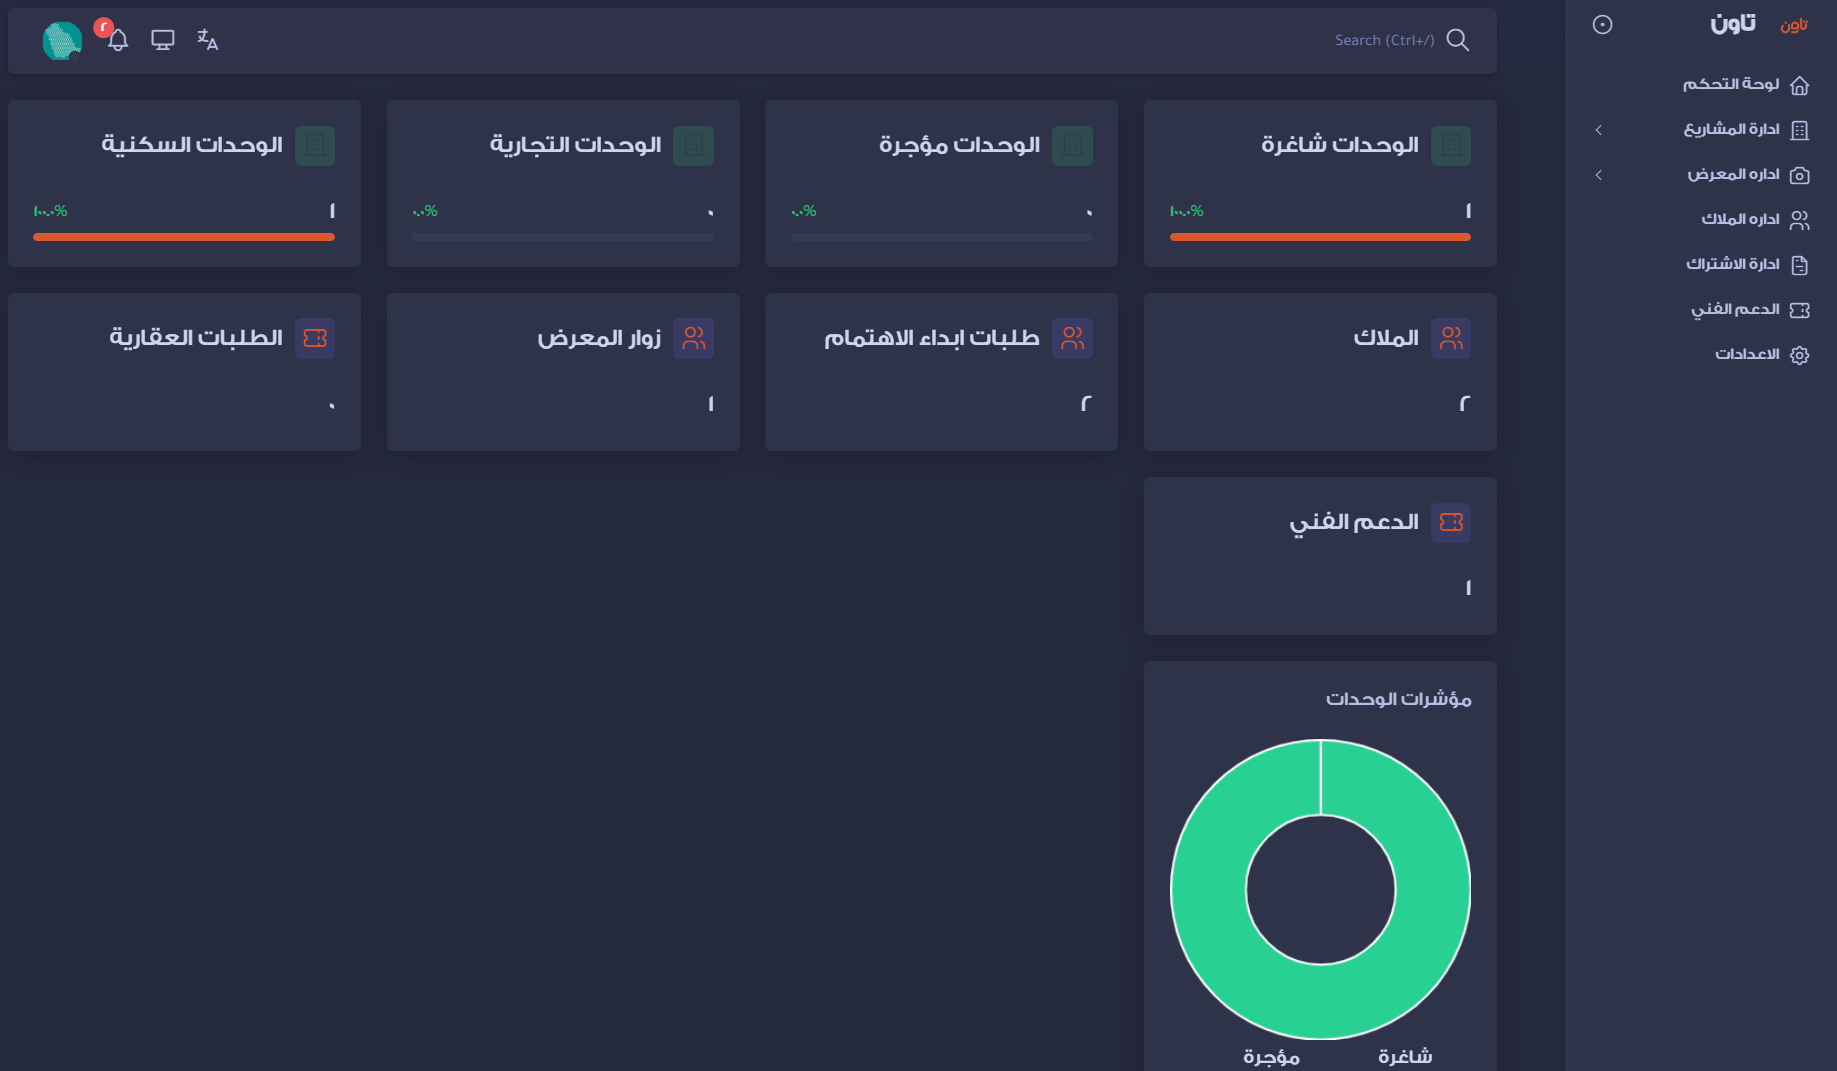 تاون
تاون
لوحة التحكم
ادارة المشاريع
اداره المعرض
اداره الملاك
ادارة الاشتراك
الدعم الفني
الاعدادات
Search (Ctrl+/)
٢
الوحدات شاغرة
١
١٠٠.٠%
الوحدات مؤجرة
٠
٠.٠%
الوحدات التجارية
٠
٠.٠%
الوحدات السكنية
١
١٠٠.٠%
الملاك
٢
طلبات ابداء الاهتمام
٢
زوار المعرض
١
الطلبات العقارية
٠
الدعم الفني
١
مؤشرات الوحدات
شاغرة
مؤجرة